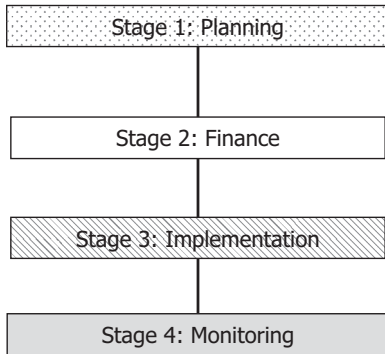 Stage 1: Planning
Stage 2: Finance
Stage 3: Implementation
Stage 4: Monitoring